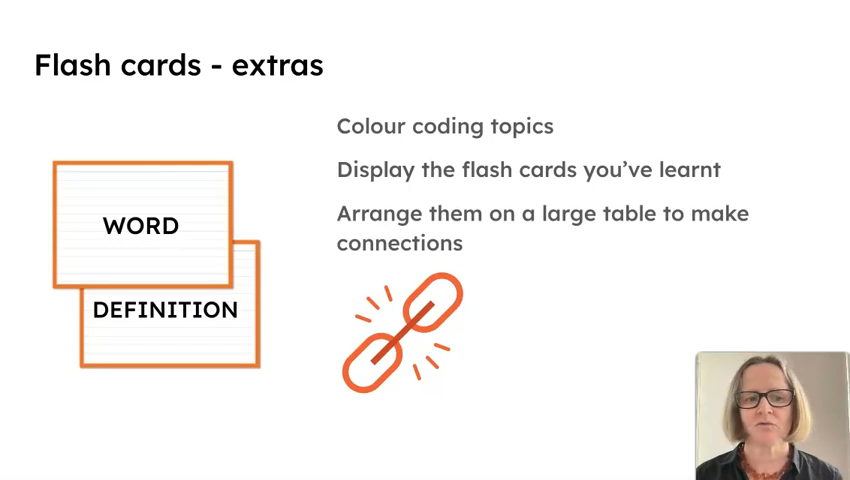 Flash cards - extras
Colour coding topics
Display the flash cards you’ve learnt
Arrange them on a large table to make
connections
WORD
DEFINITION